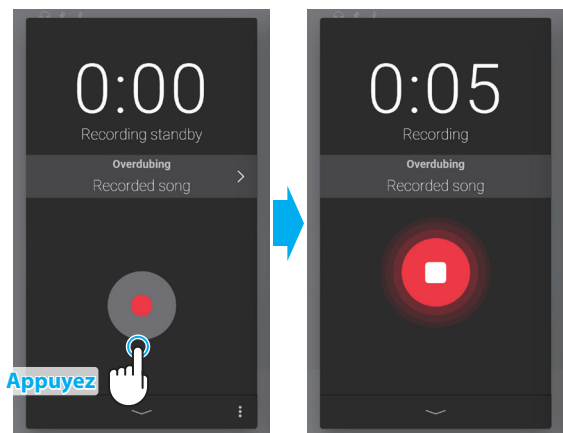 0:00
Recording standby
Overdubing
Recorded song
Appuyez
0:05
Recording
Overdubing
Recorded song